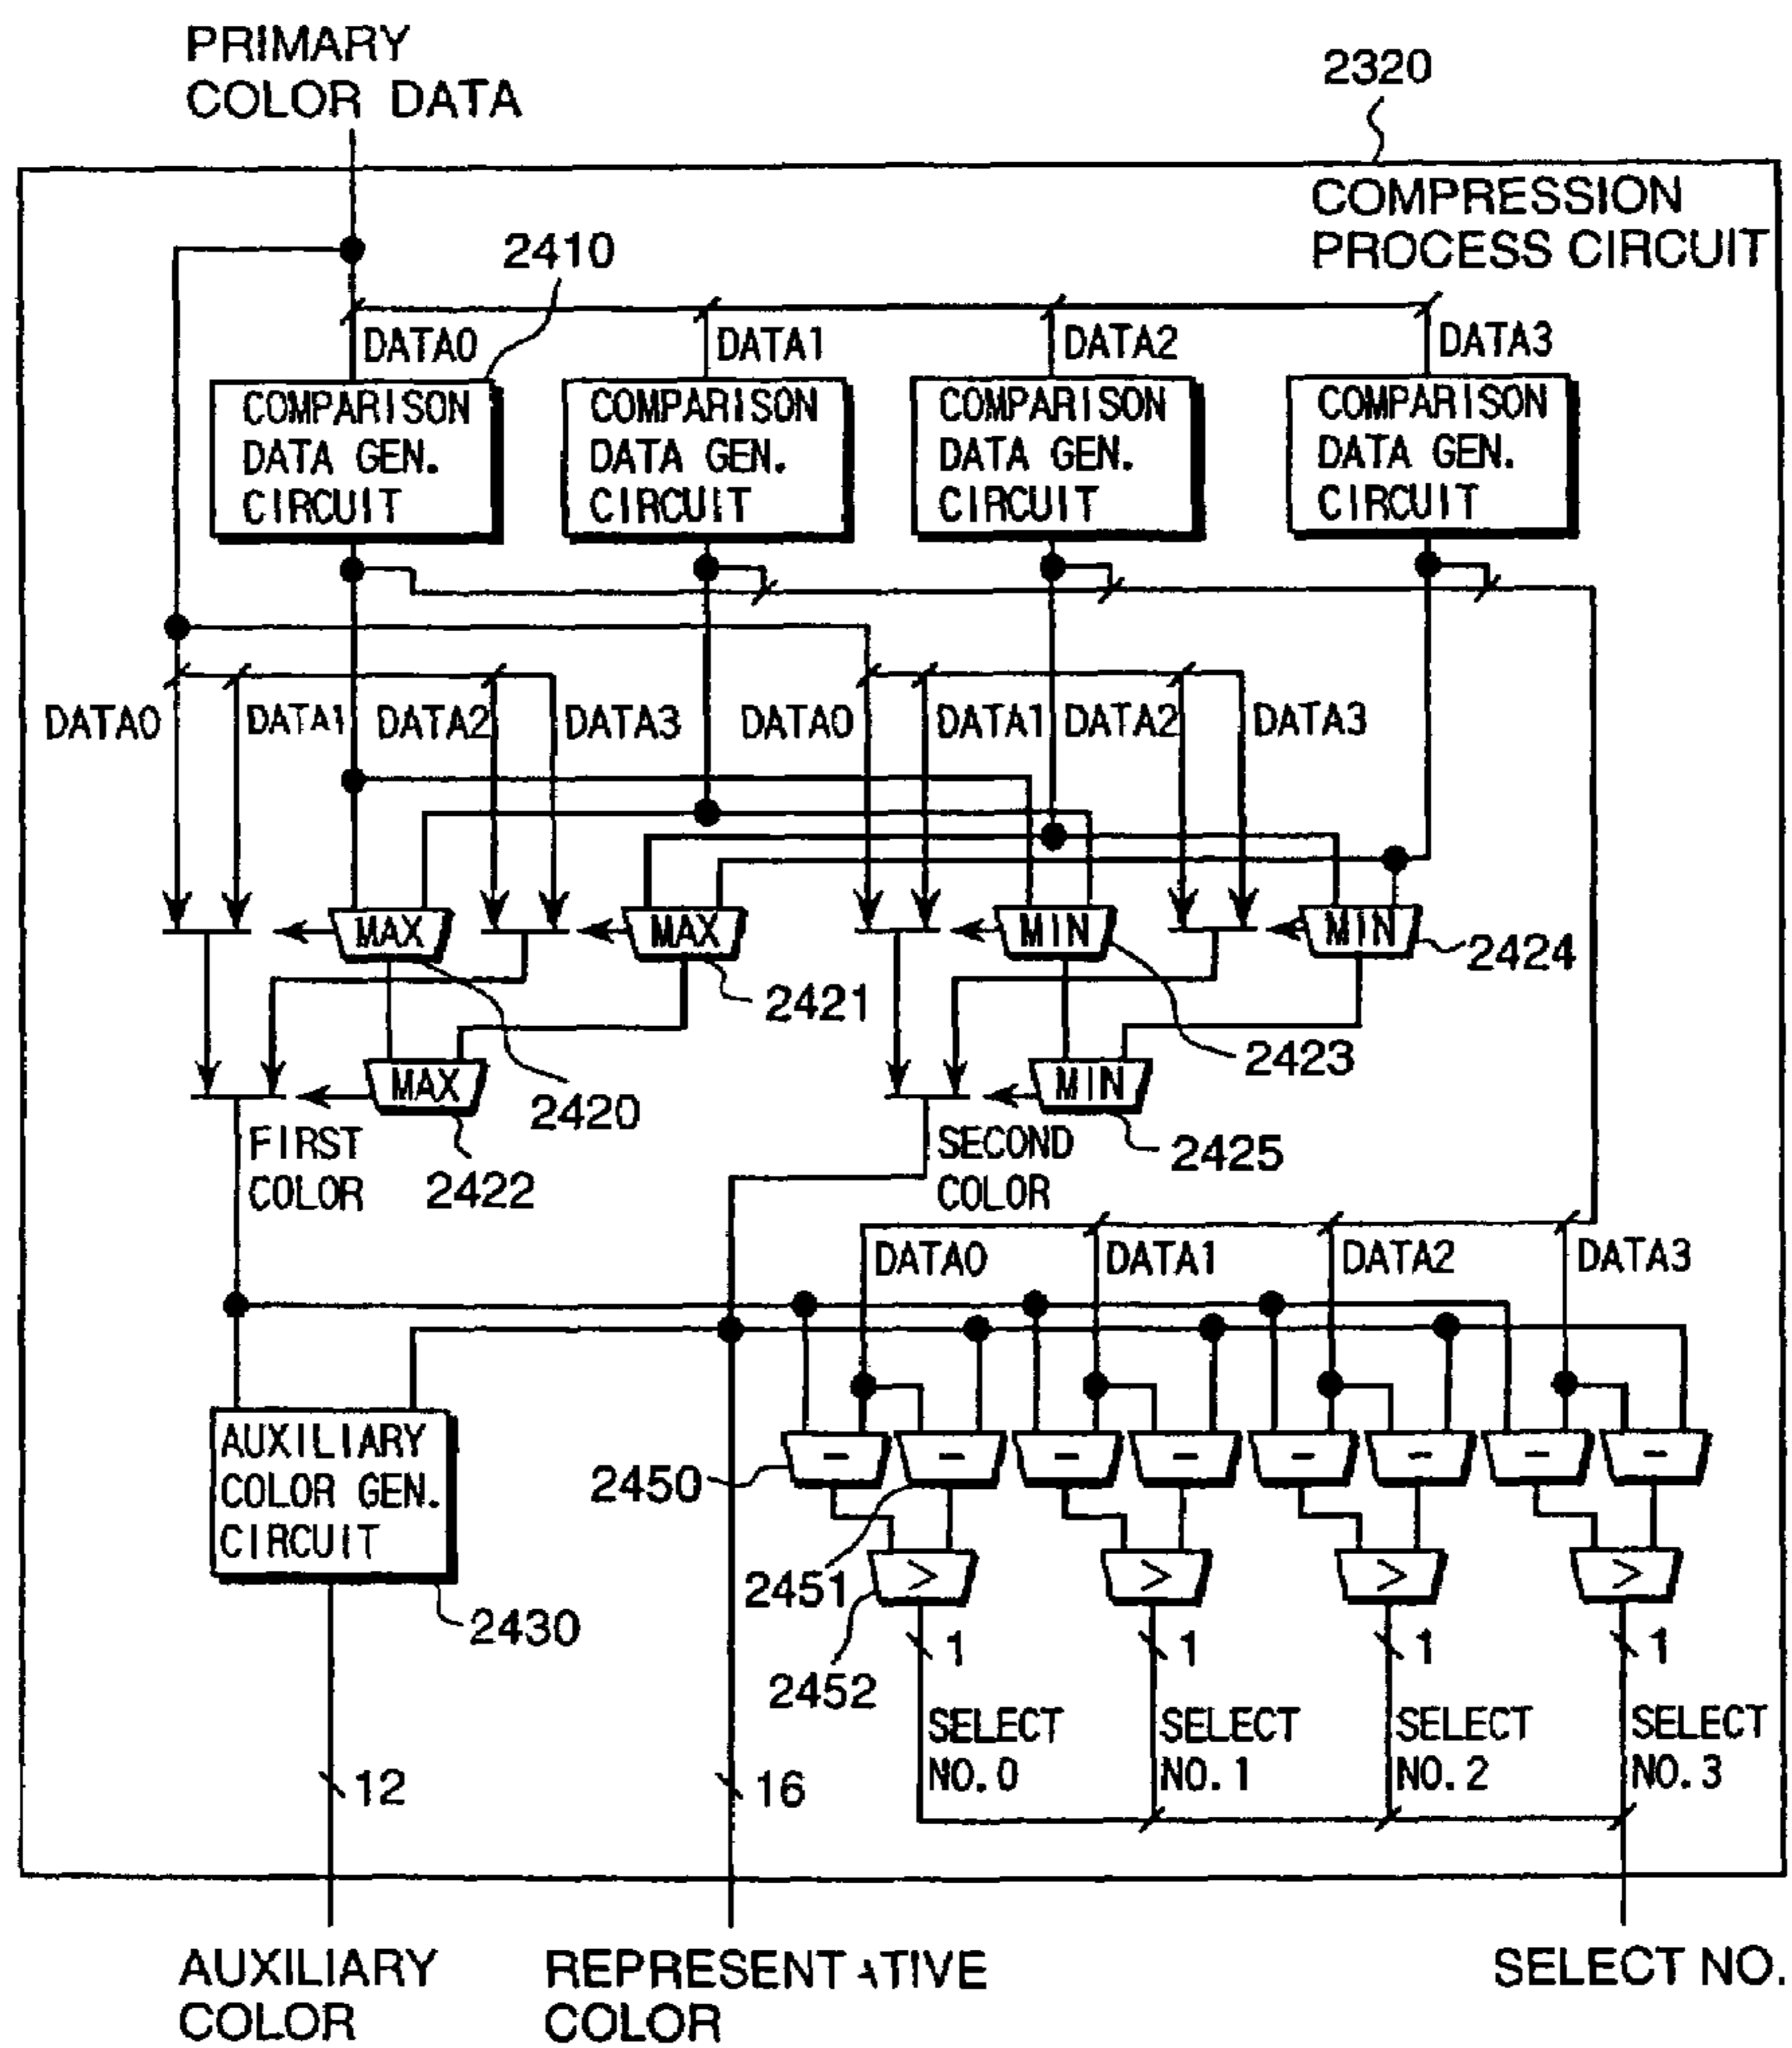 PRIMARY
COLOR DATA
2320
COMPRESSION
PROCESS CIRCUIT
2410
DATA0
DATA1
DATA2
DATA3
COMPARISON
DATA GEN.
CIRCUIT
COMPARISON
DATA GEN.
CIRCUIT
COMPARISON
DATA GEN.
CIRCUIT
COMPARISON
DATA GEN.
CIRCUIT
DATA0
DATA1
DATA2
DATA3
DATA0
DATA1
DATA2
DATA3
MAX
MAX
MIN
MIN
2424
2421
2423
MAX
MIN
2420
2422
2425
FIRST
COLOR
SECOND
COLOR
DATA0
DATA1
DATA2
DATA3
AUXILIARY
COLOR GEN.
CIRCUIT
- - - - - - - -
2450
2451
> > > >
2430
2452
1
1
1
1
SELECT
NO.0
SELECT
NO.1
SELECT
NO.2
SELECT
NO.3
12
16
AUXILIARY
COLOR
REPRESENTATIVE
COLOR
SELECT NO.